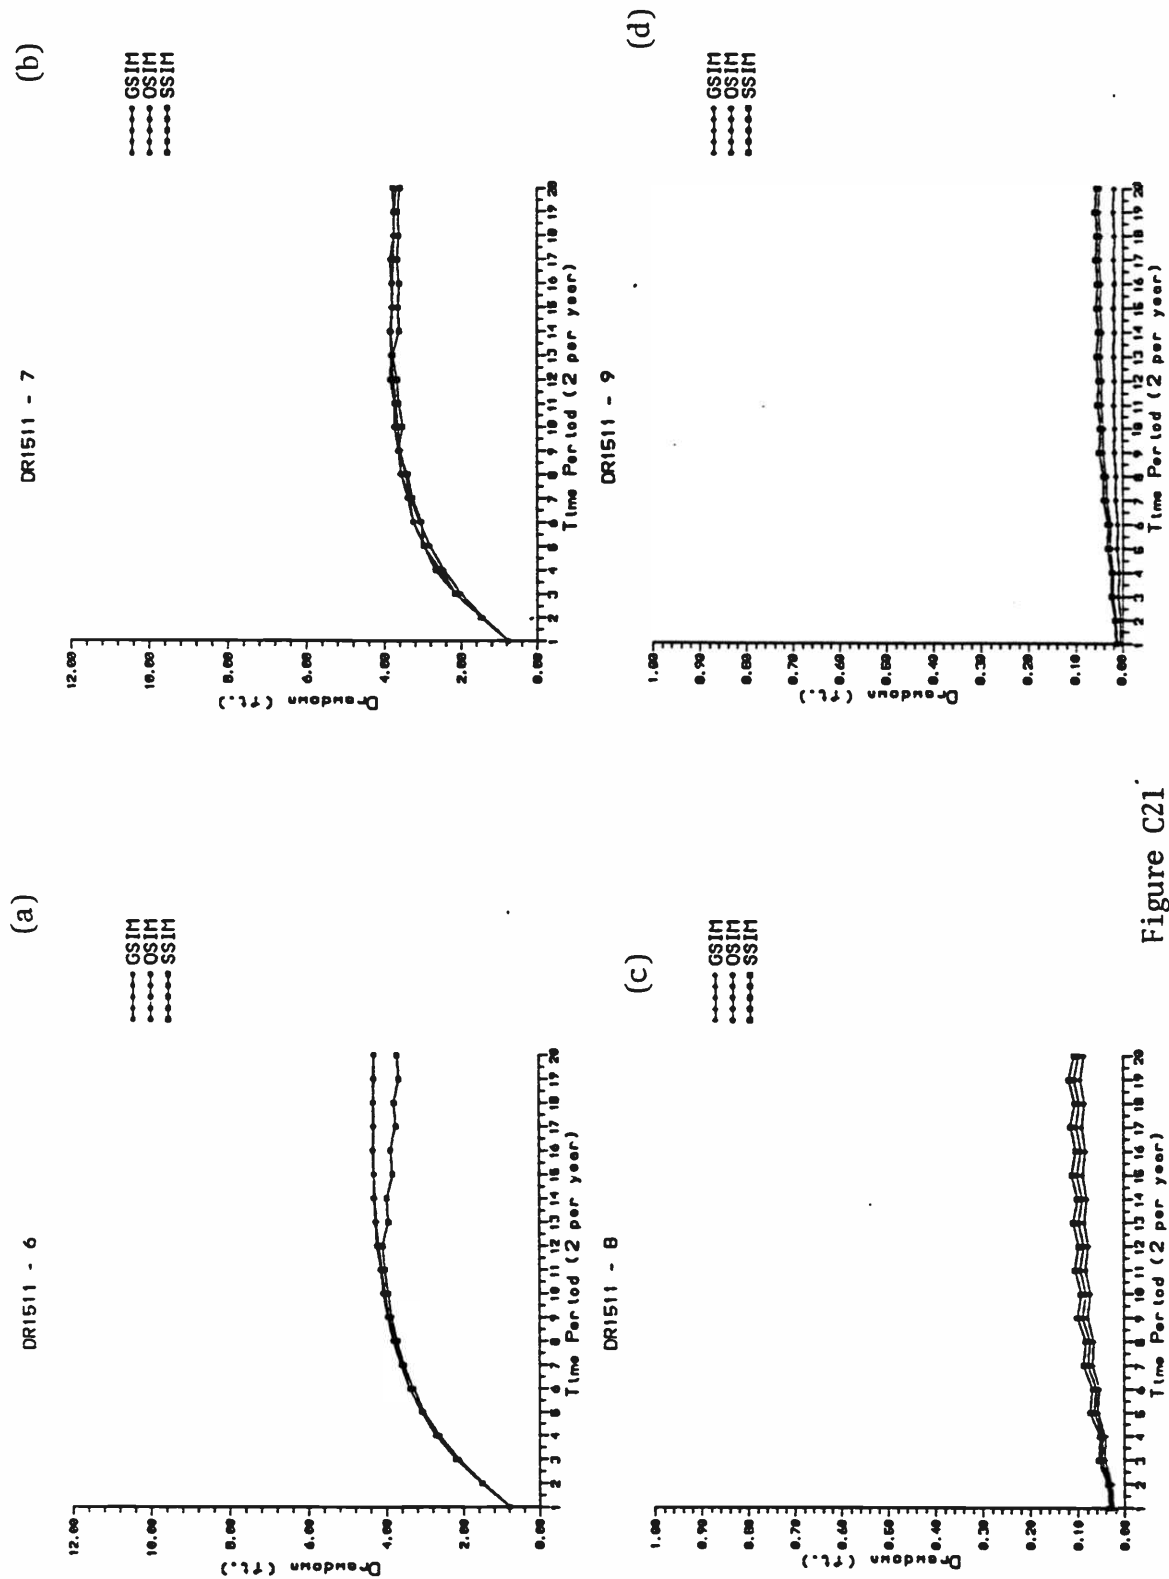 (a)
DR1511 - 6
GSIM
OSIM
SSIM
12.00
10.00
8.00
6.00
4.00
2.00
0.00
Drawdown (ft.)
1 2 3 4 5 6 7 8 9 10 11 12 13 14 15 16 17 18 19 20
Time Period (2 per year)
(b)
DR1511 - 7
GSIM
OSIM
SSIM
12.00
10.00
8.00
6.00
4.00
2.00
0.00
Drawdown (ft.)
1 2 3 4 5 6 7 8 9 10 11 12 13 14 15 16 17 18 19 20
Time Period (2 per year)
(c)
DR1511 - 8
GSIM
OSIM
SSIM
1.00
0.90
0.80
0.70
0.60
0.50
0.40
0.30
0.20
0.10
0.00
Drawdown (ft.)
1 2 3 4 5 6 7 8 9 10 11 12 13 14 15 16 17 18 19 20
Time Period (2 per year)
(d)
DR1511 - 9
GSIM
OSIM
SSIM
1.00
0.90
0.80
0.70
0.60
0.50
0.40
0.30
0.20
0.10
0.00
Drawdown (ft.)
1 2 3 4 5 6 7 8 9 10 11 12 13 14 15 16 17 18 19 20
Time Period (2 per year)
Figure C21